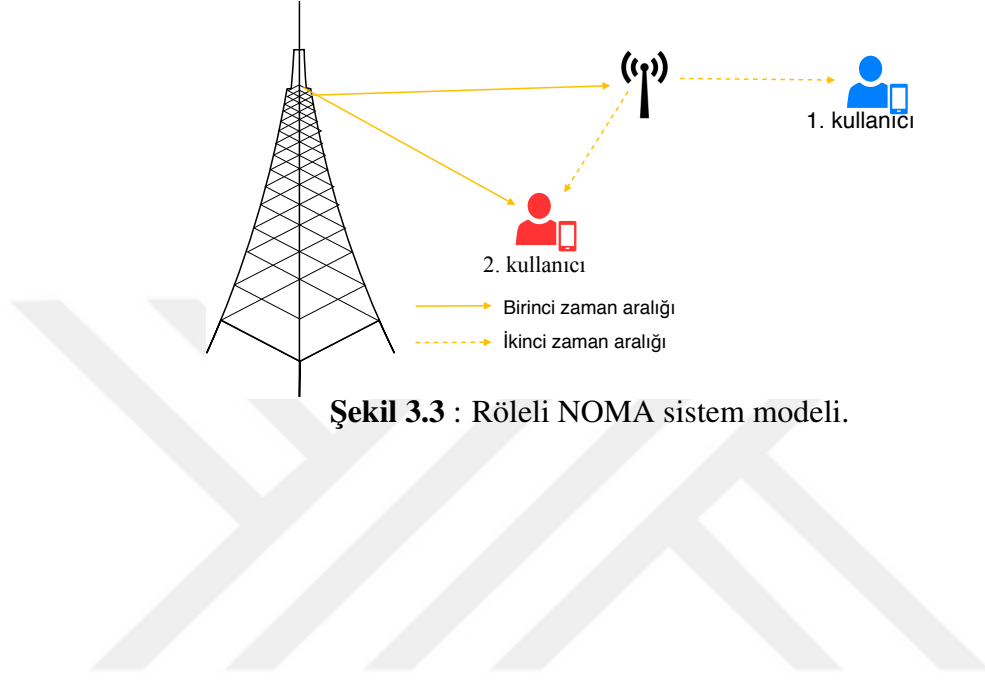 1. kullanıcı
2. kullanıcı
Birinci zaman aralığı
İkinci zaman aralığı
Şekil 3.3 : Röleli NOMA sistem modeli.